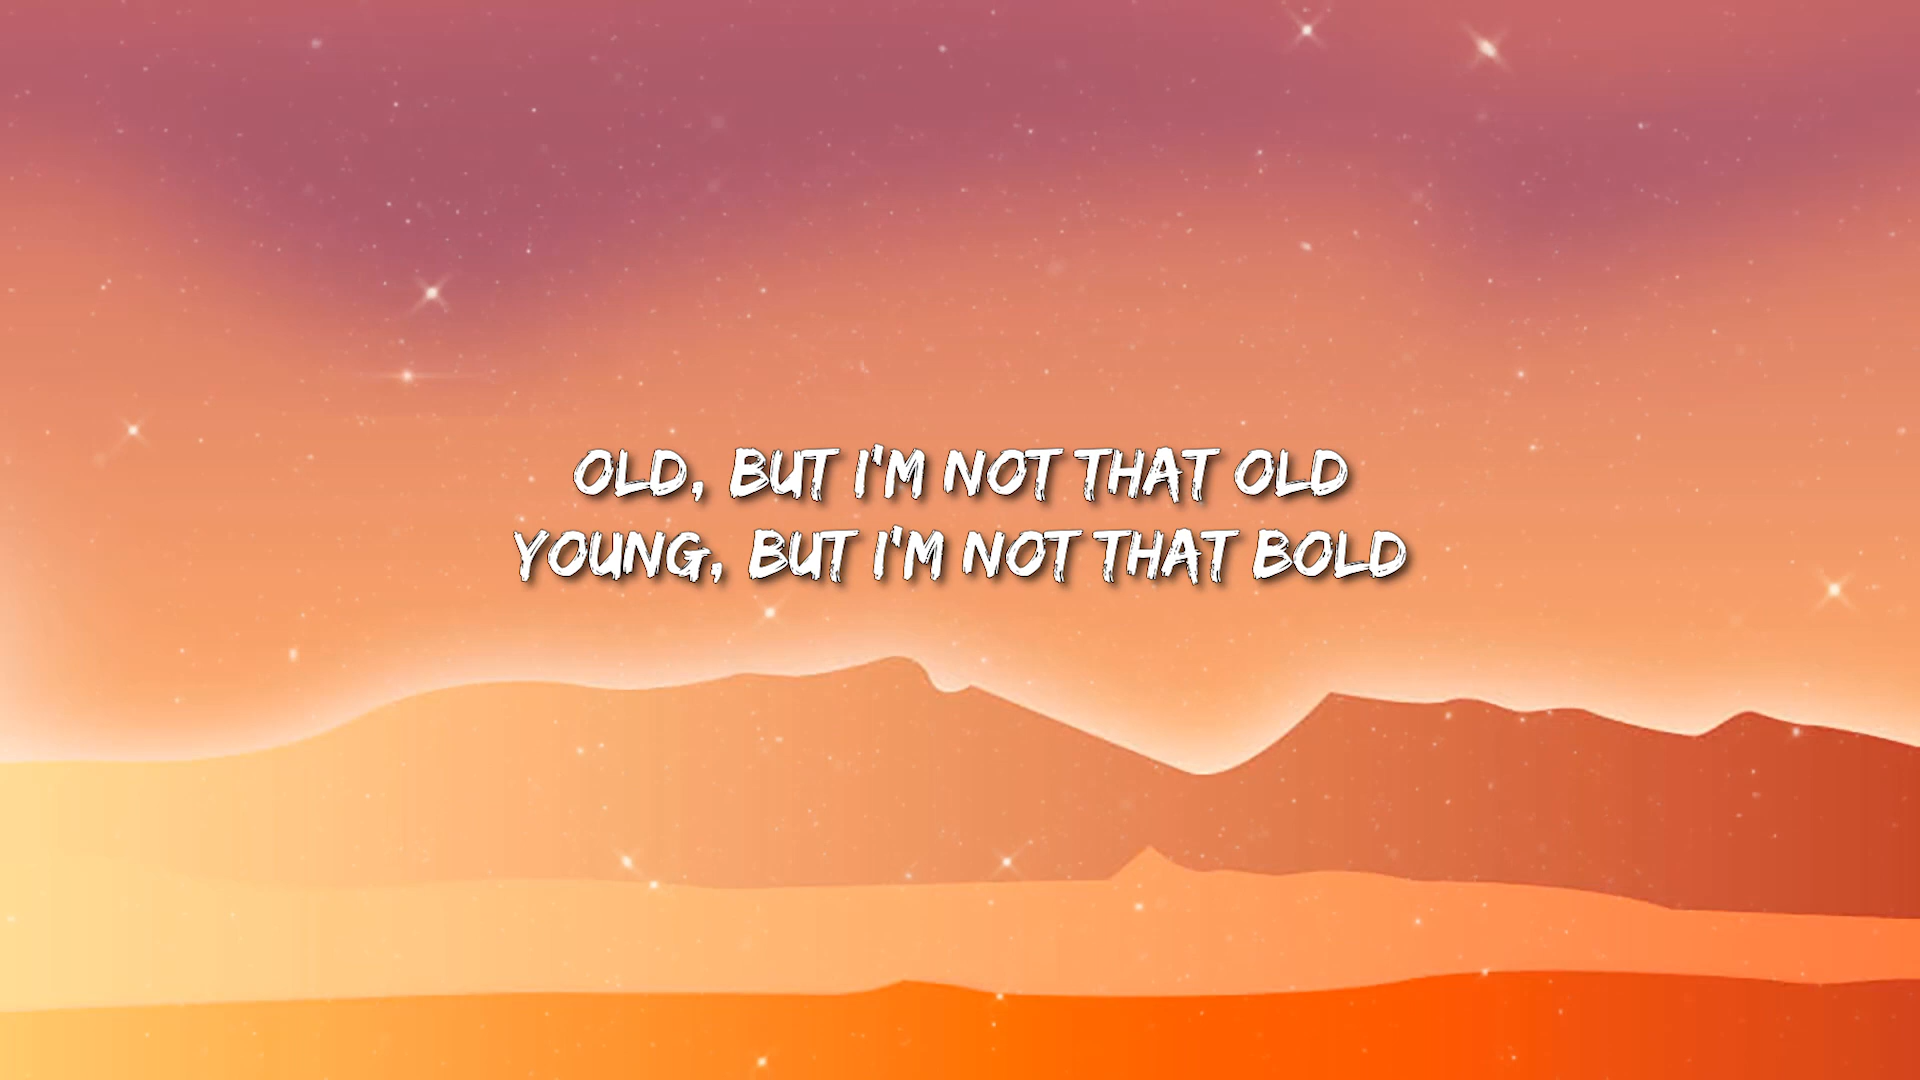 OLD, BUT I'M NOT THAT OLD
YOUNG, BUT I'M NOT THAT BOLD